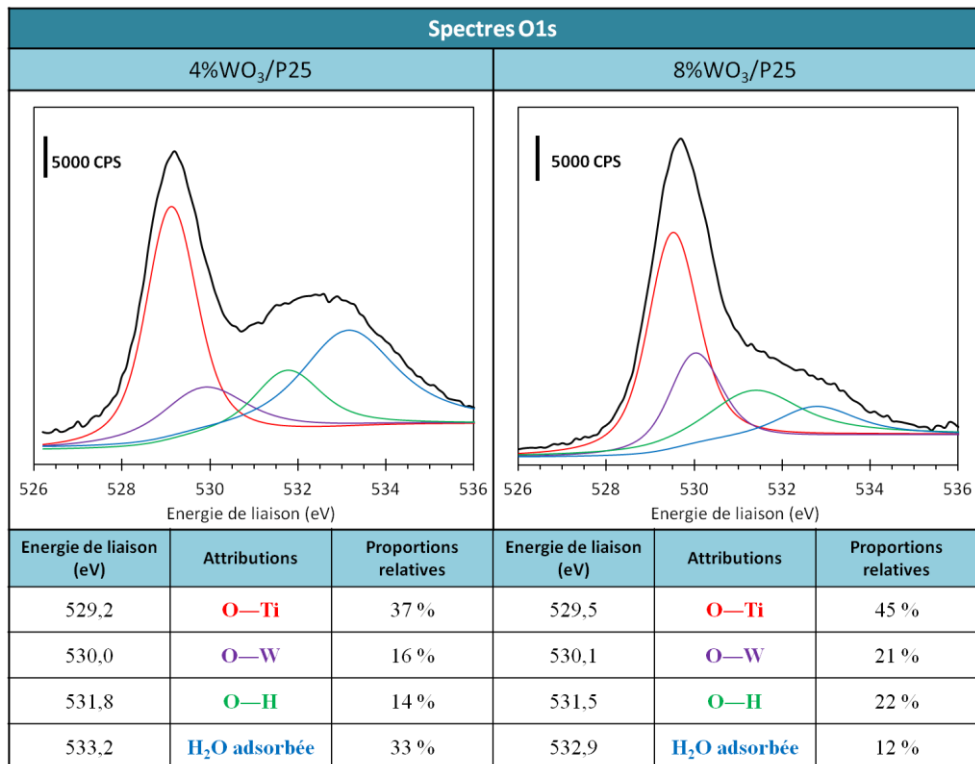 Spectres O1s
4%WO₃/P25 8%WO₃/P25
5000 CPS 5000 CPS
526 528 530 532 534 536 526 528 530 532 534 536
Energie de liaison (eV) Energie de liaison (eV)
Energie de liaison (eV) Attributions Proportions relatives Energie de liaison (eV) Attributions Proportions relatives
529,2 O—Ti 37 % 529,5 O—Ti 45 %
530,0 O—W 16 % 530,1 O—W 21 %
531,8 O—H 14 % 531,5 O—H 22 %
533,2 H₂O adsorbée 33 % 532,9 H₂O adsorbée 12 %